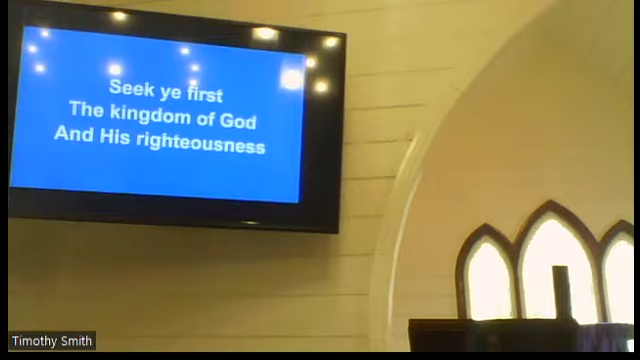 Seek ye first
The kingdom of God
And His righteousness
Timothy Smith